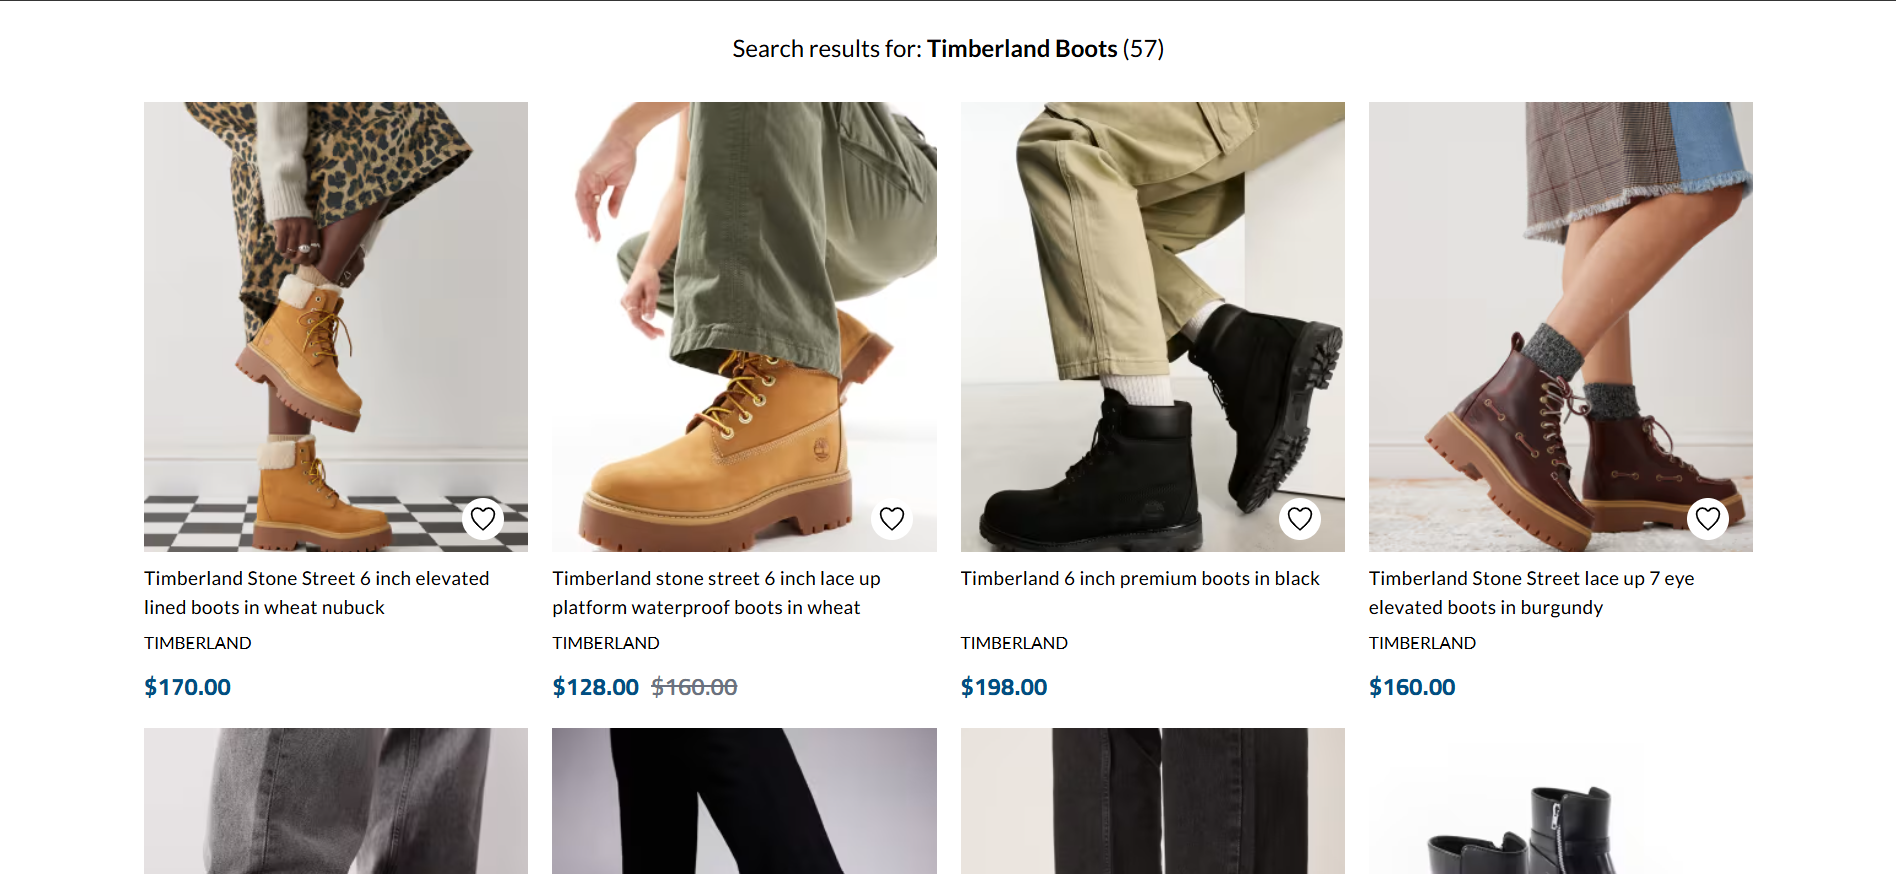 Search results for: Timberland Boots (57)
Timberland Stone Street 6 inch elevated
lined boots in wheat nubuck
TIMBERLAND
$170.00
Timberland stone street 6 inch lace up
platform waterproof boots in wheat
TIMBERLAND
$128.00 $160.00
Timberland 6 inch premium boots in black
TIMBERLAND
$198.00
Timberland Stone Street lace up 7 eye
elevated boots in burgundy
TIMBERLAND
$160.00